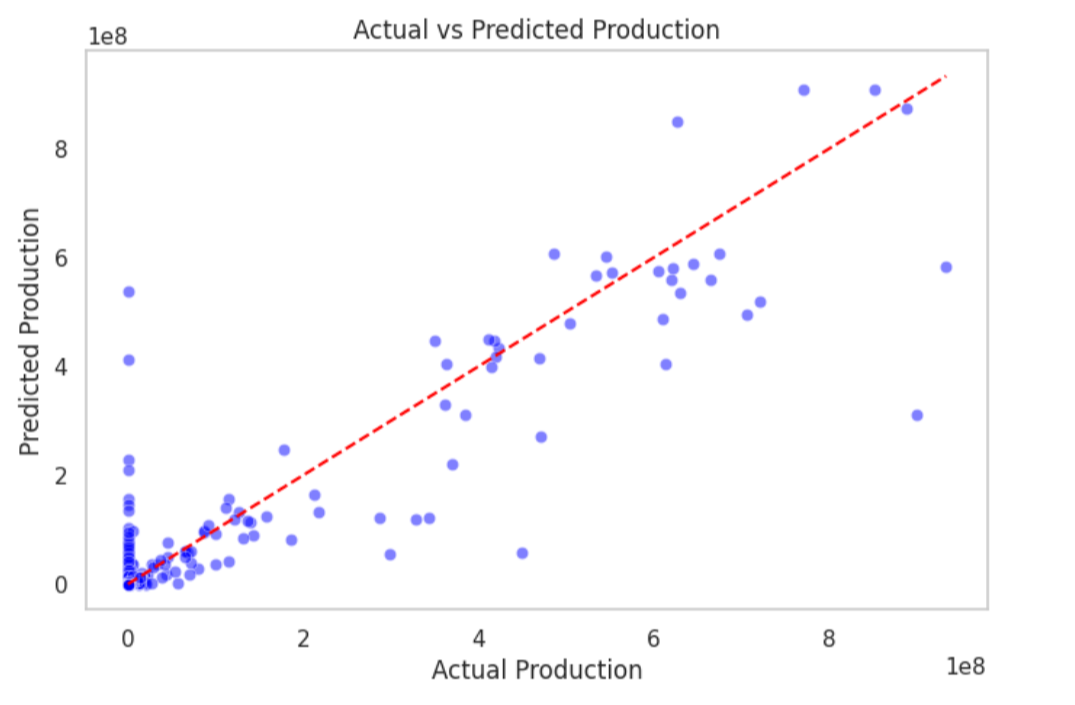 Actual vs Predicted Production
1e8
8
6
4
2
0
Predicted Production
0 2 4 6 8
1e8
Actual Production